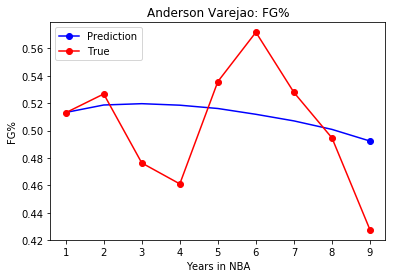 Anderson Varejao: FG%
Prediction
True
0.56
0.54
0.52
0.50
0.48
0.46
0.44
0.42
FG%
1 2 3 4 5 6 7 8 9
Years in NBA